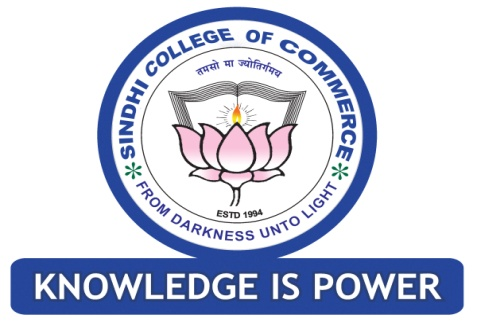 SINDHI COLLEGE OF COMMERCE
तमसो मा ज्योतिर्गमय
ESTD 1994
FROM DARKNESS UNTO LIGHT
KNOWLEDGE IS POWER